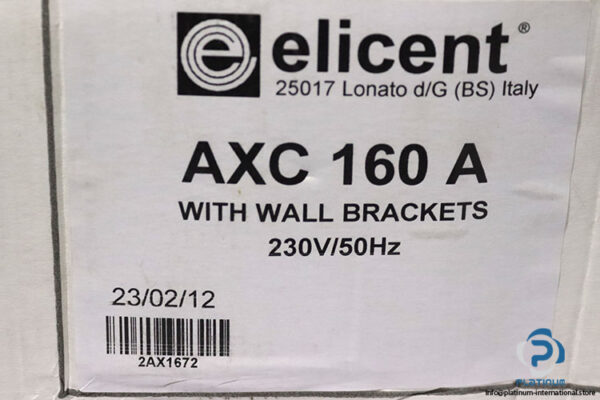 e elicent®
25017 Lonato d/G (BS) Italy
AXC 160 A
WITH WALL BRACKETS
230V/50Hz
23/02/12
2AX1672
PLATINUM
info@platinum-international.store